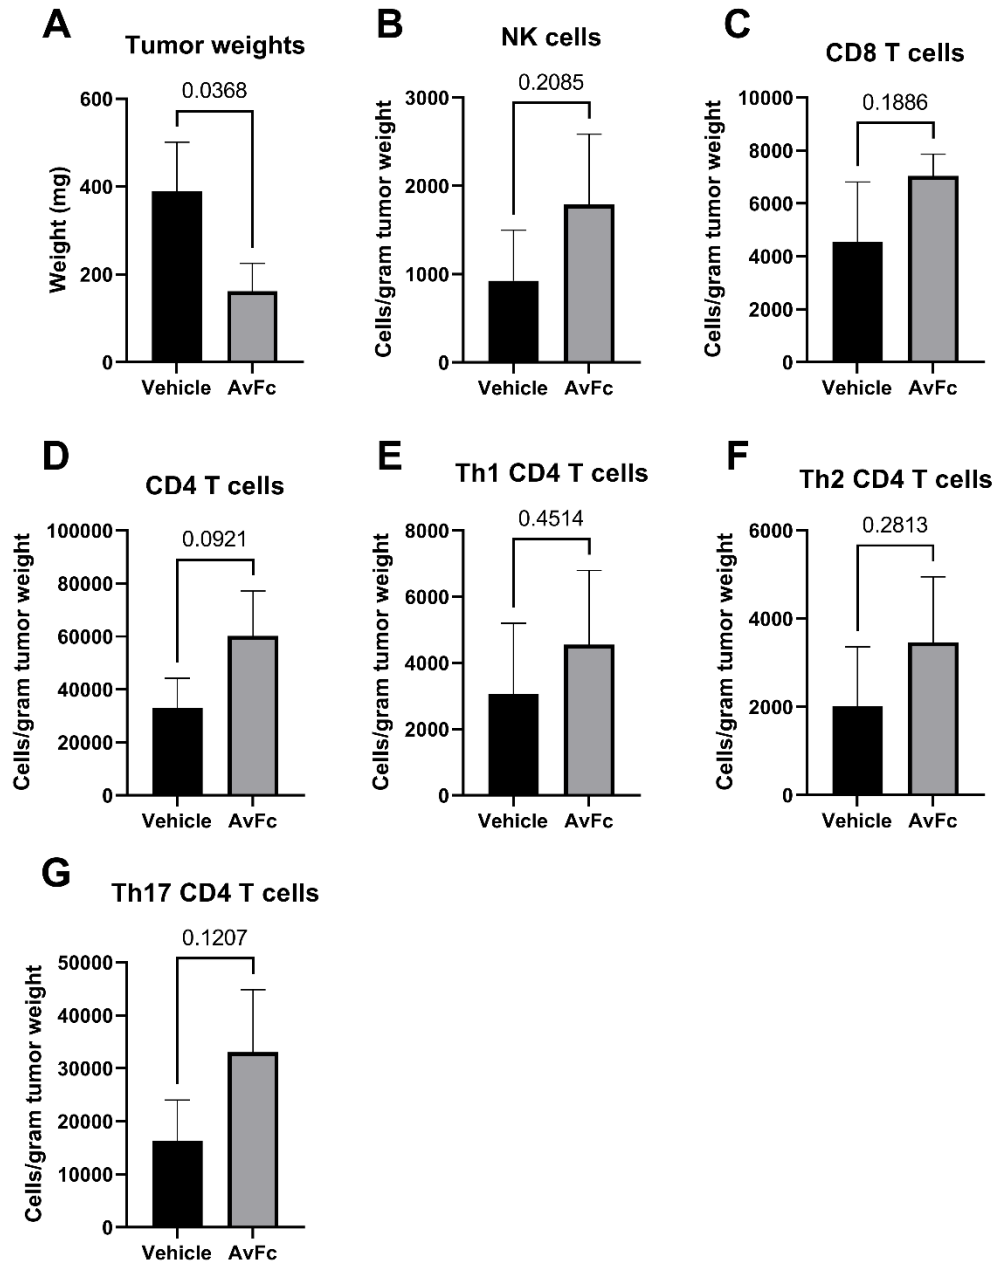 A
Tumor weights
0.0368
Weight (mg)
600
400
200
0
Vehicle AvFc
B
NK cells
0.2085
Cells/gram tumor weight
3000
2000
1000
0
Vehicle AvFc
C
CD8 T cells
0.1886
Cells/gram tumor weight
10000
8000
6000
4000
2000
0
Vehicle AvFc
D
CD4 T cells
0.0921
Cells/gram tumor weight
100000
80000
60000
40000
20000
0
Vehicle AvFc
E
Th1 CD4 T cells
0.4514
Cells/gram tumor weight
8000
6000
4000
2000
0
Vehicle AvFc
F
Th2 CD4 T cells
0.2813
Cells/gram tumor weight
6000
4000
2000
0
Vehicle AvFc
G
Th17 CD4 T cells
0.1207
Cells/gram tumor weight
50000
40000
30000
20000
10000
0
Vehicle AvFc